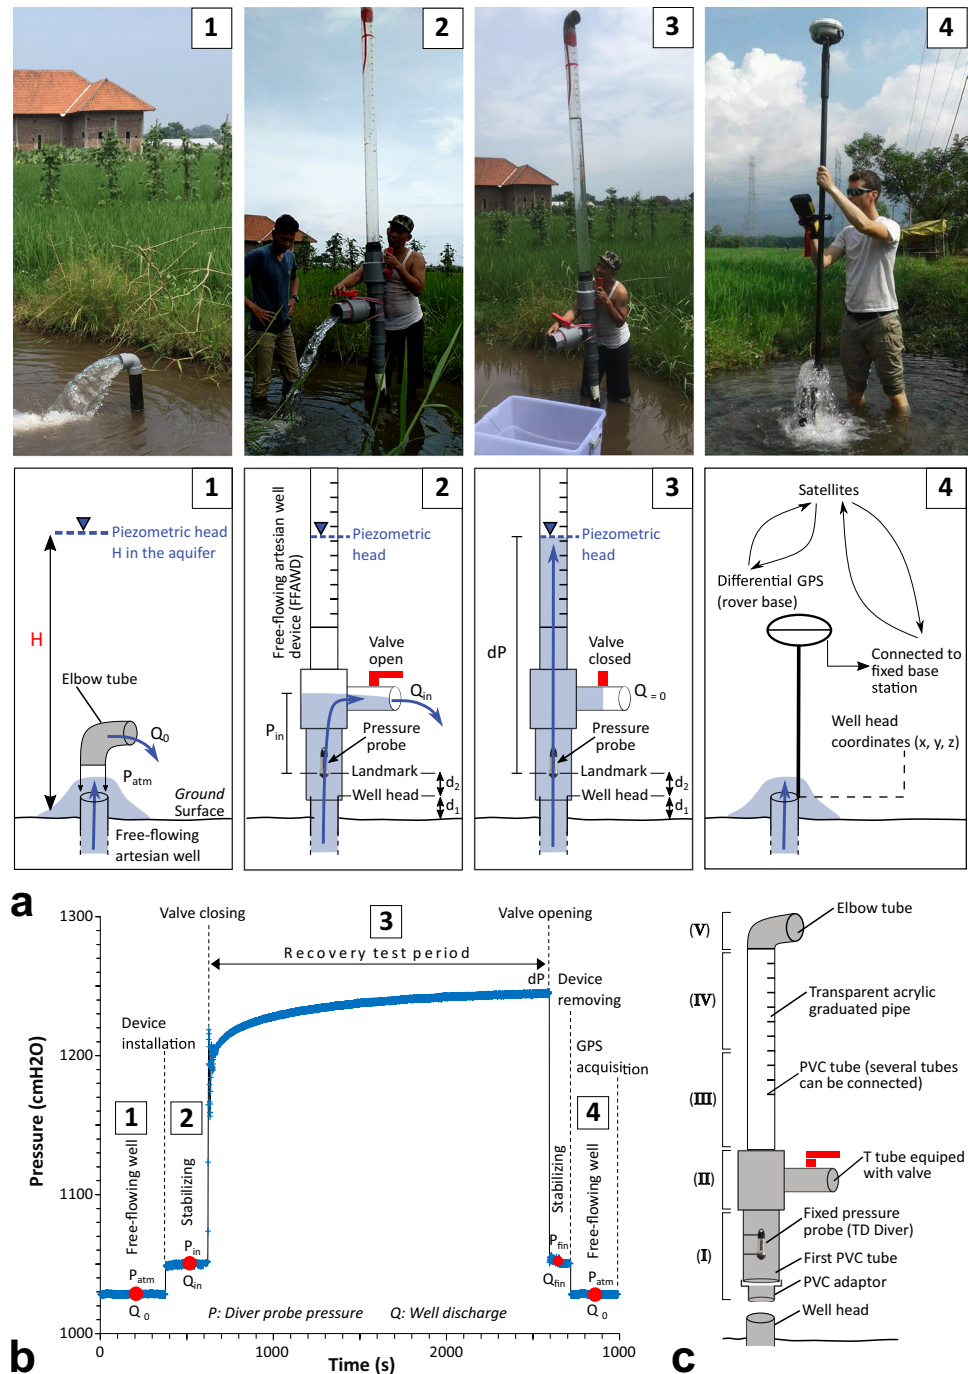 1
2
3
4
1
Piezometric head
H in the aquifer
H
Elbow tube
Q0
Patm
Ground
Surface
Free-flowing
artesian well
2
Free-flowing artesian well
device (FFAWD)
Piezometric
head
Valve
open
Qin
Pin
Pressure
probe
Landmark
d2
Well head
d1
3
Piezometric
head
dP
Valve
closed
Q = 0
Pressure
probe
Landmark
d2
Well head
d1
4
Satellites
Differential GPS
(rover base)
Connected to
fixed base
station
Well head
coordinates (x, y, z)
a
Valve closing
3
Valve opening
Recovery test period
dP
Device
removing
Device
installation
GPS
acquisition
1
2
4
Free-flowing well
Stabilizing
Stabilizing
Free-flowing well
Patm
Q 0
Pin
Qin
Pfin
Qfin
Patm
Q0
P: Diver probe pressure
Q: Well discharge
Pressure (cmH2O)
1300
1200
1100
1000
0
1000
2000
1000
Time (s)
b
(V)
Elbow tube
(IV)
Transparent acrylic
graduated pipe
(III)
PVC tube (several tubes
can be connected)
(II)
T tube equiped
with valve
(I)
Fixed pressure
probe (TD Diver)
First PVC tube
PVC adaptor
Well head
c